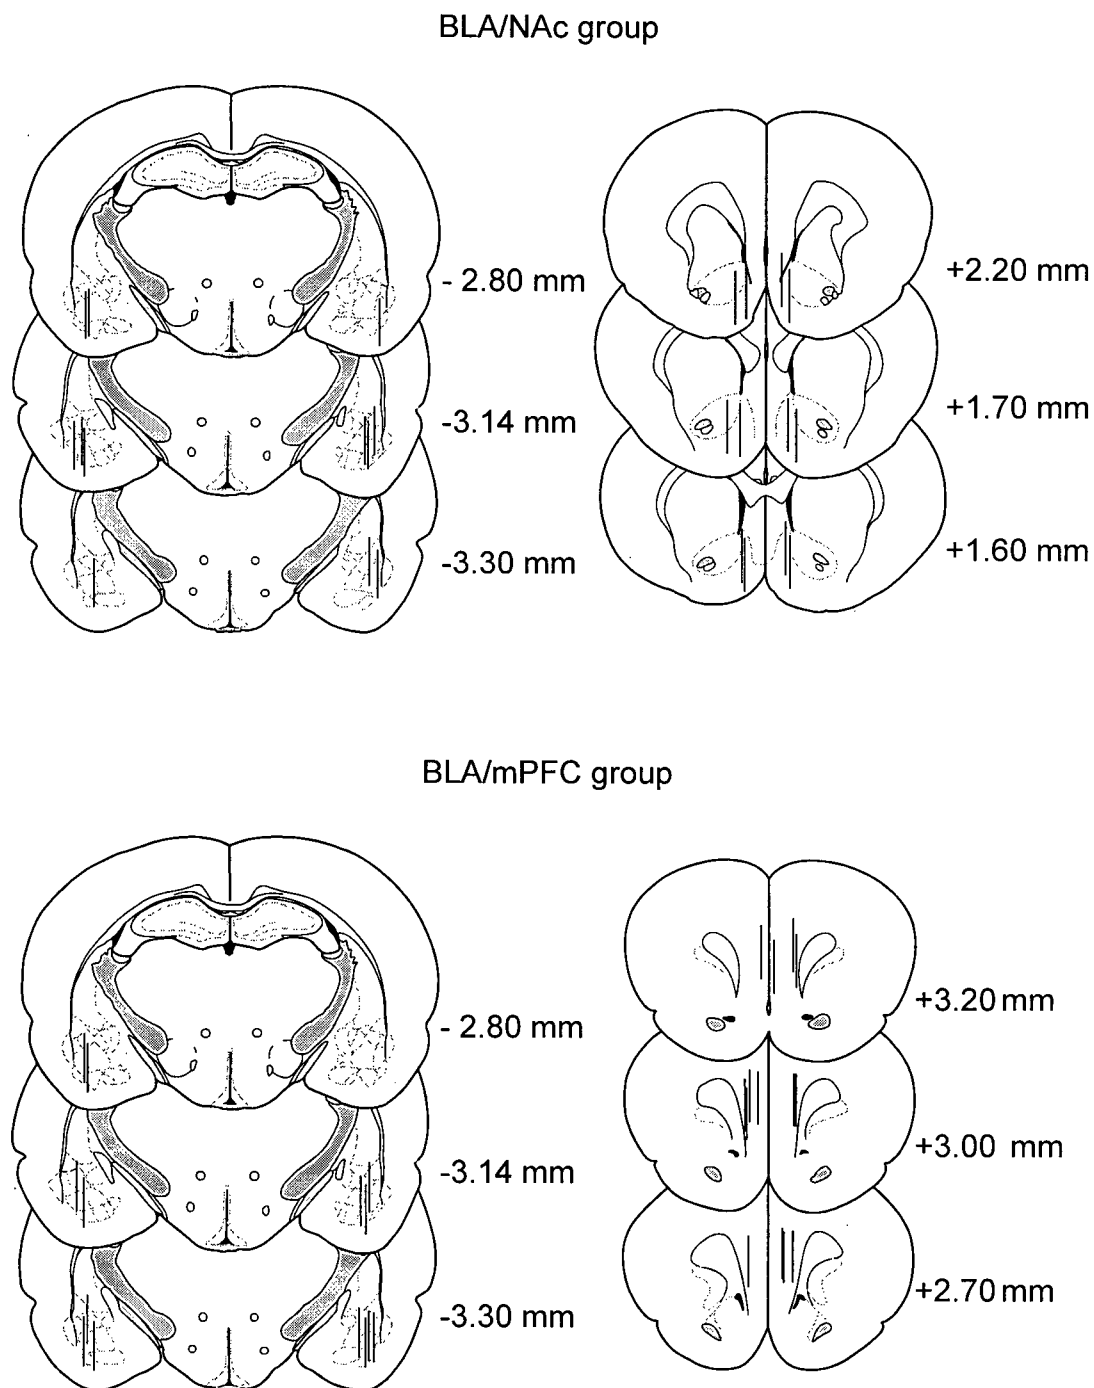 BLA/NAc group
- 2.80 mm
+2.20 mm
-3.14 mm
+1.70 mm
-3.30 mm
+1.60 mm
BLA/mPFC group
- 2.80 mm
+3.20 mm
-3.14 mm
+3.00 mm
-3.30 mm
+2.70 mm